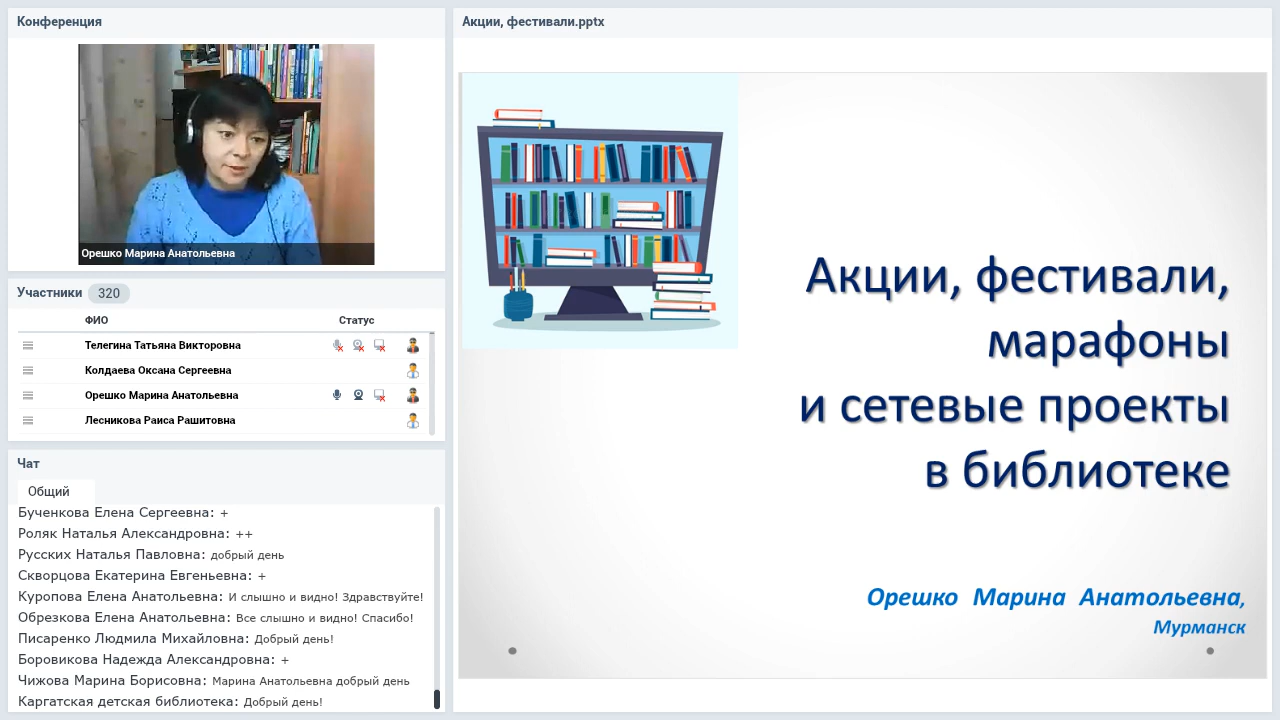 Конференция
Орешко Марина Анатольевна
Участники 320
ФИО Статус
Телегина Татьяна Викторовна
Колдаева Оксана Сергеевна
Орешко Марина Анатольевна
Лесникова Раиса Рашитовна
Чат
Общий
Бученкова Елена Сергеевна: +
Роляк Наталья Александровна: ++
Русских Наталья Павловна: добрый день
Скворцова Екатерина Евгеньевна: +
Куропова Елена Анатольевна: И слышно и видно! Здравствуйте!
Обрезкова Елена Анатольевна: Все слышно и видно! Спасибо!
Писаренко Людмила Михайловна: Добрый день!
Боровикова Надежда Александровна: +
Чижова Марина Борисовна: Марина Анатольевна добрый день
Каргатская детская библиотека: Добрый день!
Акции, фестивали.pptx
Акции, фестивали,
марафоны
и сетевые проекты
в библиотеке
Орешко Марина Анатольевна,
Мурманск